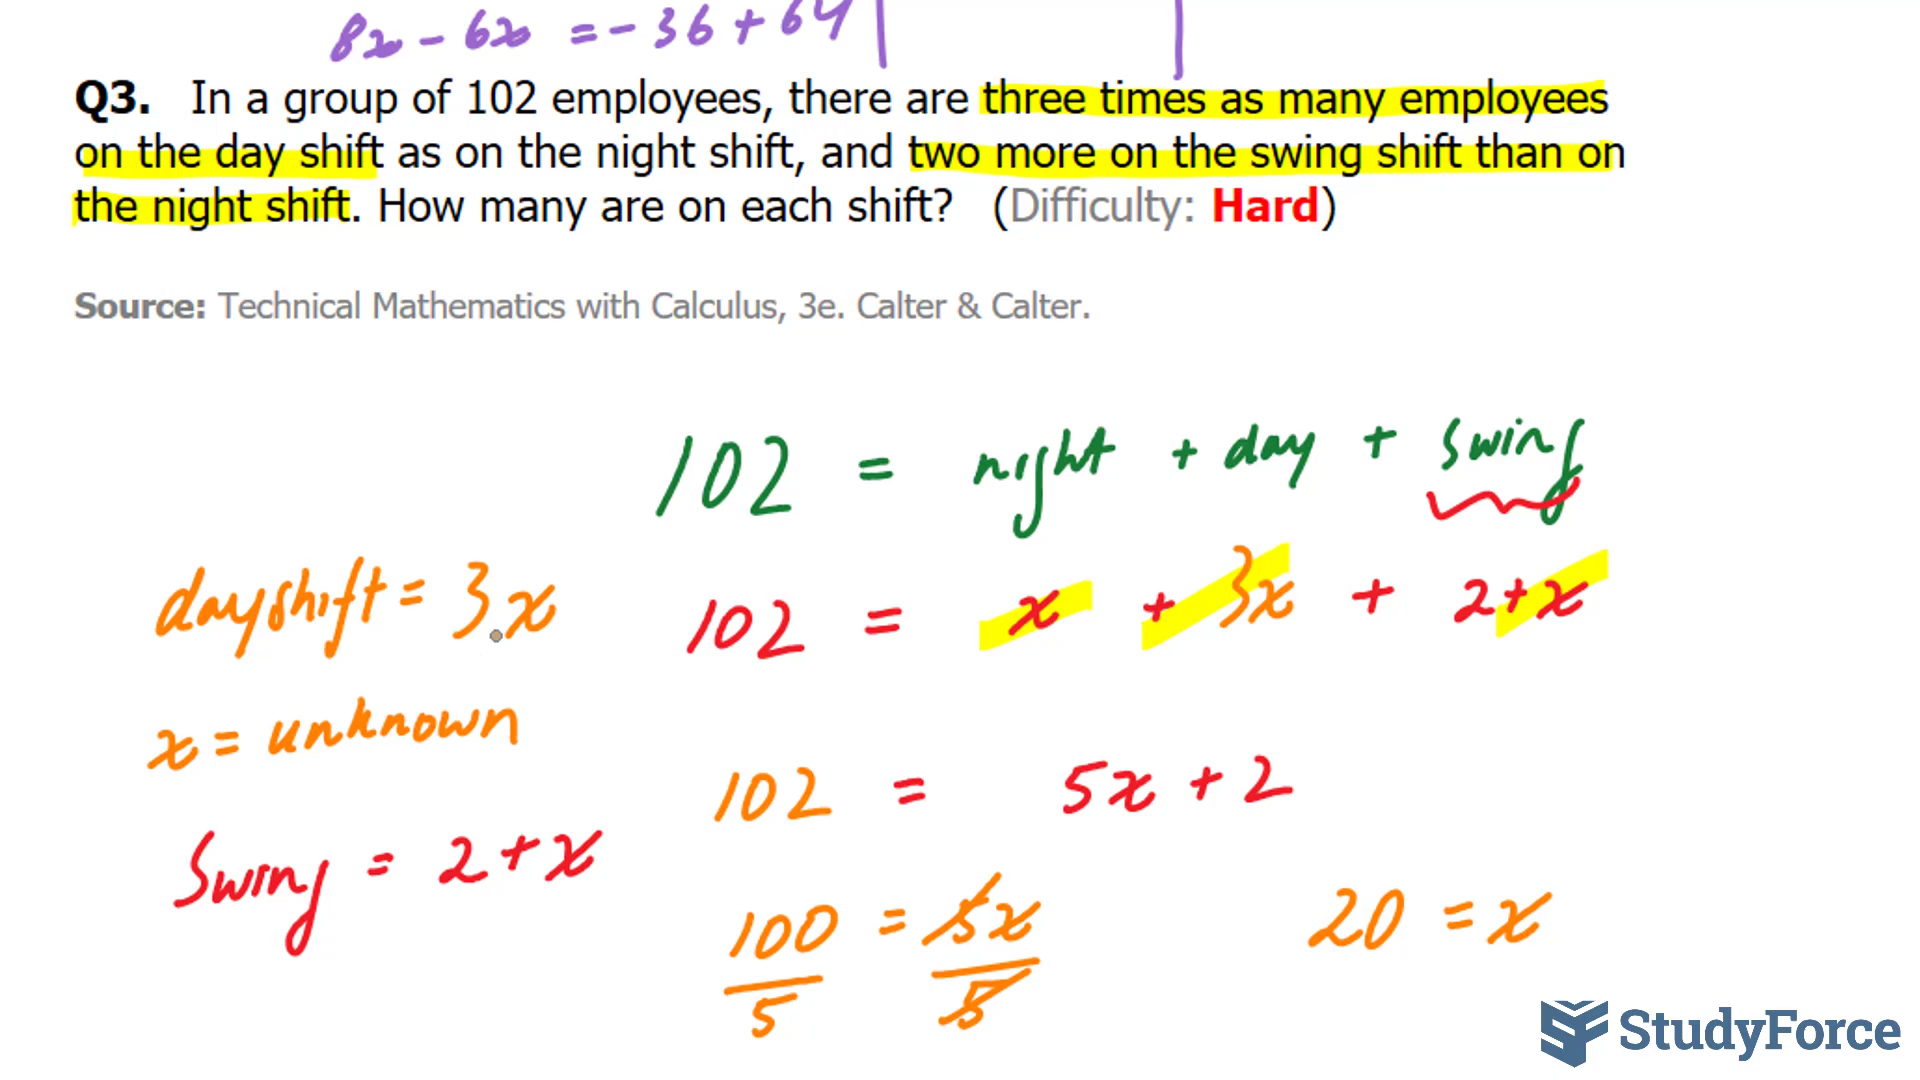 8x - 6x = - 36 + 64
Q3. In a group of 102 employees, there are three times as many employees
on the day shift as on the night shift, and two more on the swing shift than on
the night shift. How many are on each shift? (Difficulty: Hard)
Source: Technical Mathematics with Calculus, 3e. Calter & Calter.
102 = night + day + swing
dayshift = 3x
102 = x + 3x + 2+x
x = unknown
102 = 5x + 2
Swing = 2+x
100 = 5x
5 5
20 = x
StudyForce